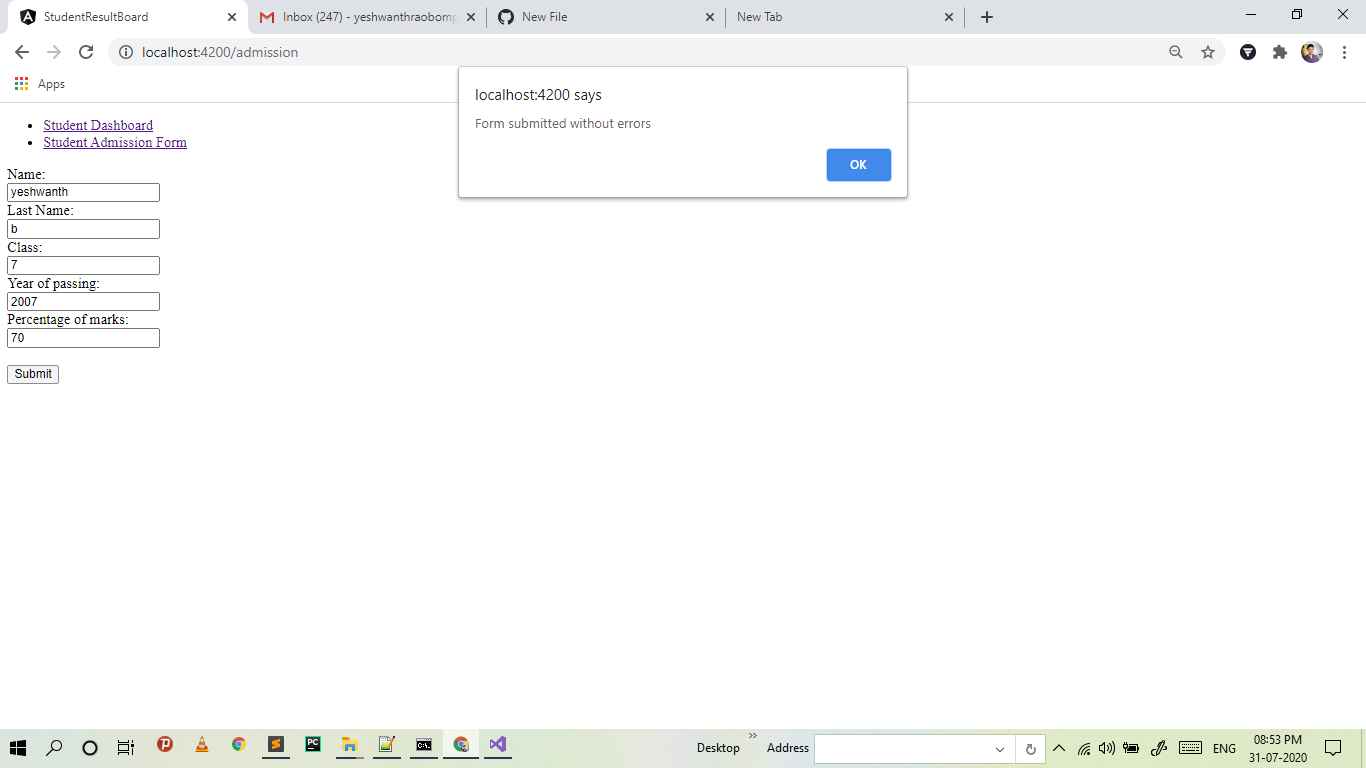 StudentResultBoard
Inbox (247) - yeshwanthraobomp
New File
New Tab
localhost:4200/admission
Apps
localhost:4200 says
Form submitted without errors
OK
Student Dashboard
Student Admission Form
Name:
yeshwanth
Last Name:
b
Class:
7
Year of passing:
2007
Percentage of marks:
70
Submit
Desktop
Address
ENG
08:53 PM
31-07-2020